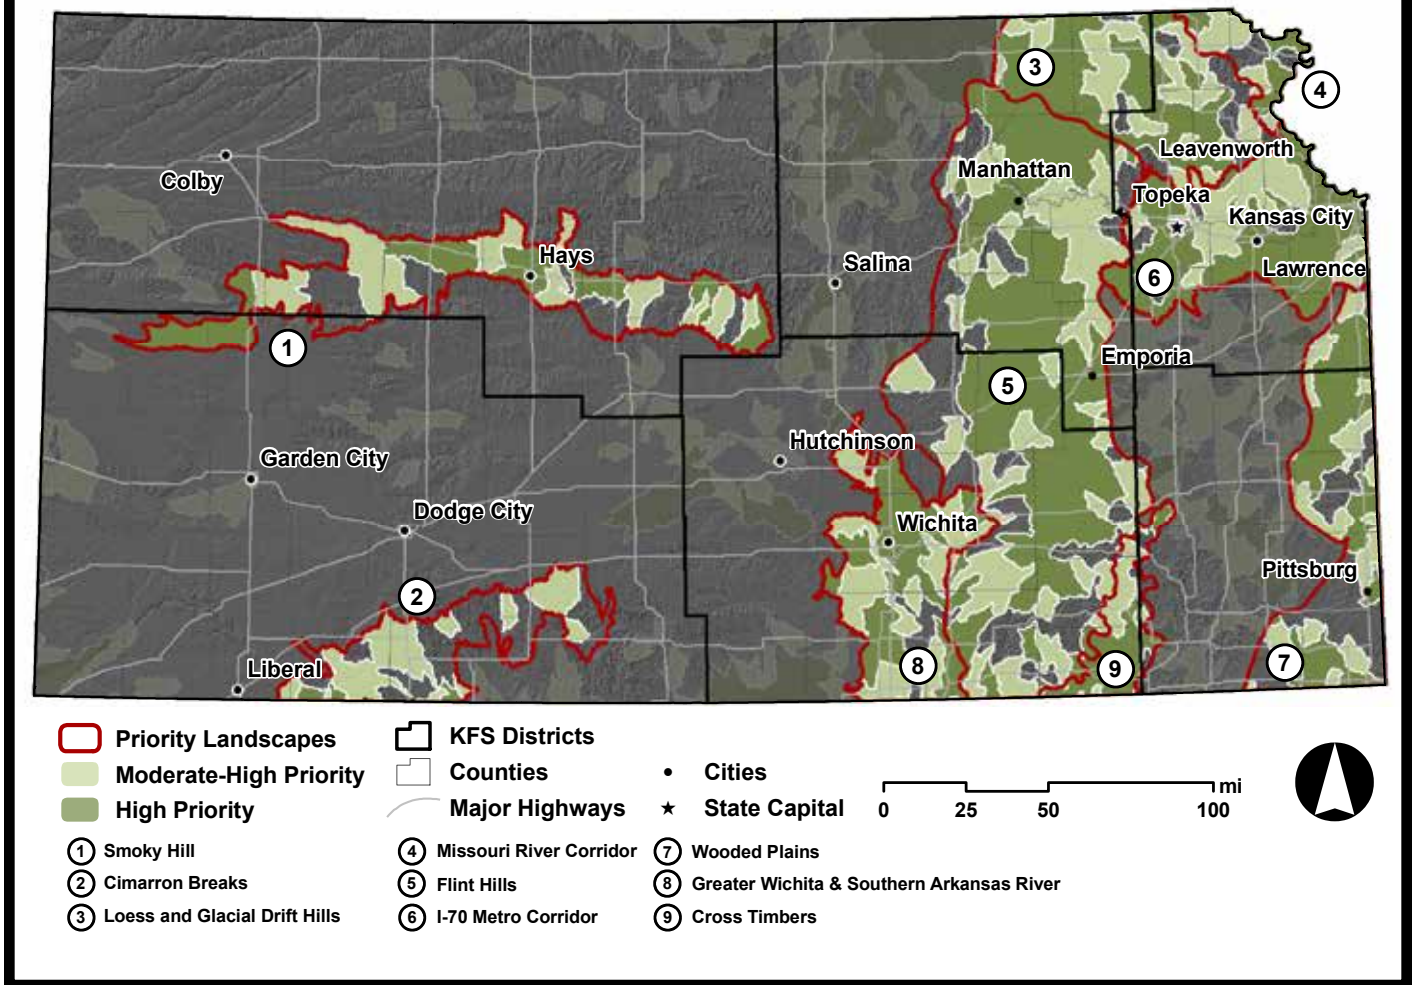 3
4
Leavenworth
Manhattan
Colby
Topeka
Kansas City
Hays
Salina
Lawrence
6
1
Emporia
5
Hutchinson
Garden City
Dodge City
Wichita
Pittsburg
2
Liberal
8
9
7
Priority Landscapes
Moderate-High Priority
High Priority
KFS Districts
Counties
Major Highways
Cities
State Capital
mi
0 25 50 100
1 Smoky Hill
2 Cimarron Breaks
3 Loess and Glacial Drift Hills
4 Missouri River Corridor
5 Flint Hills
6 I-70 Metro Corridor
7 Wooded Plains
8 Greater Wichita & Southern Arkansas River
9 Cross Timbers